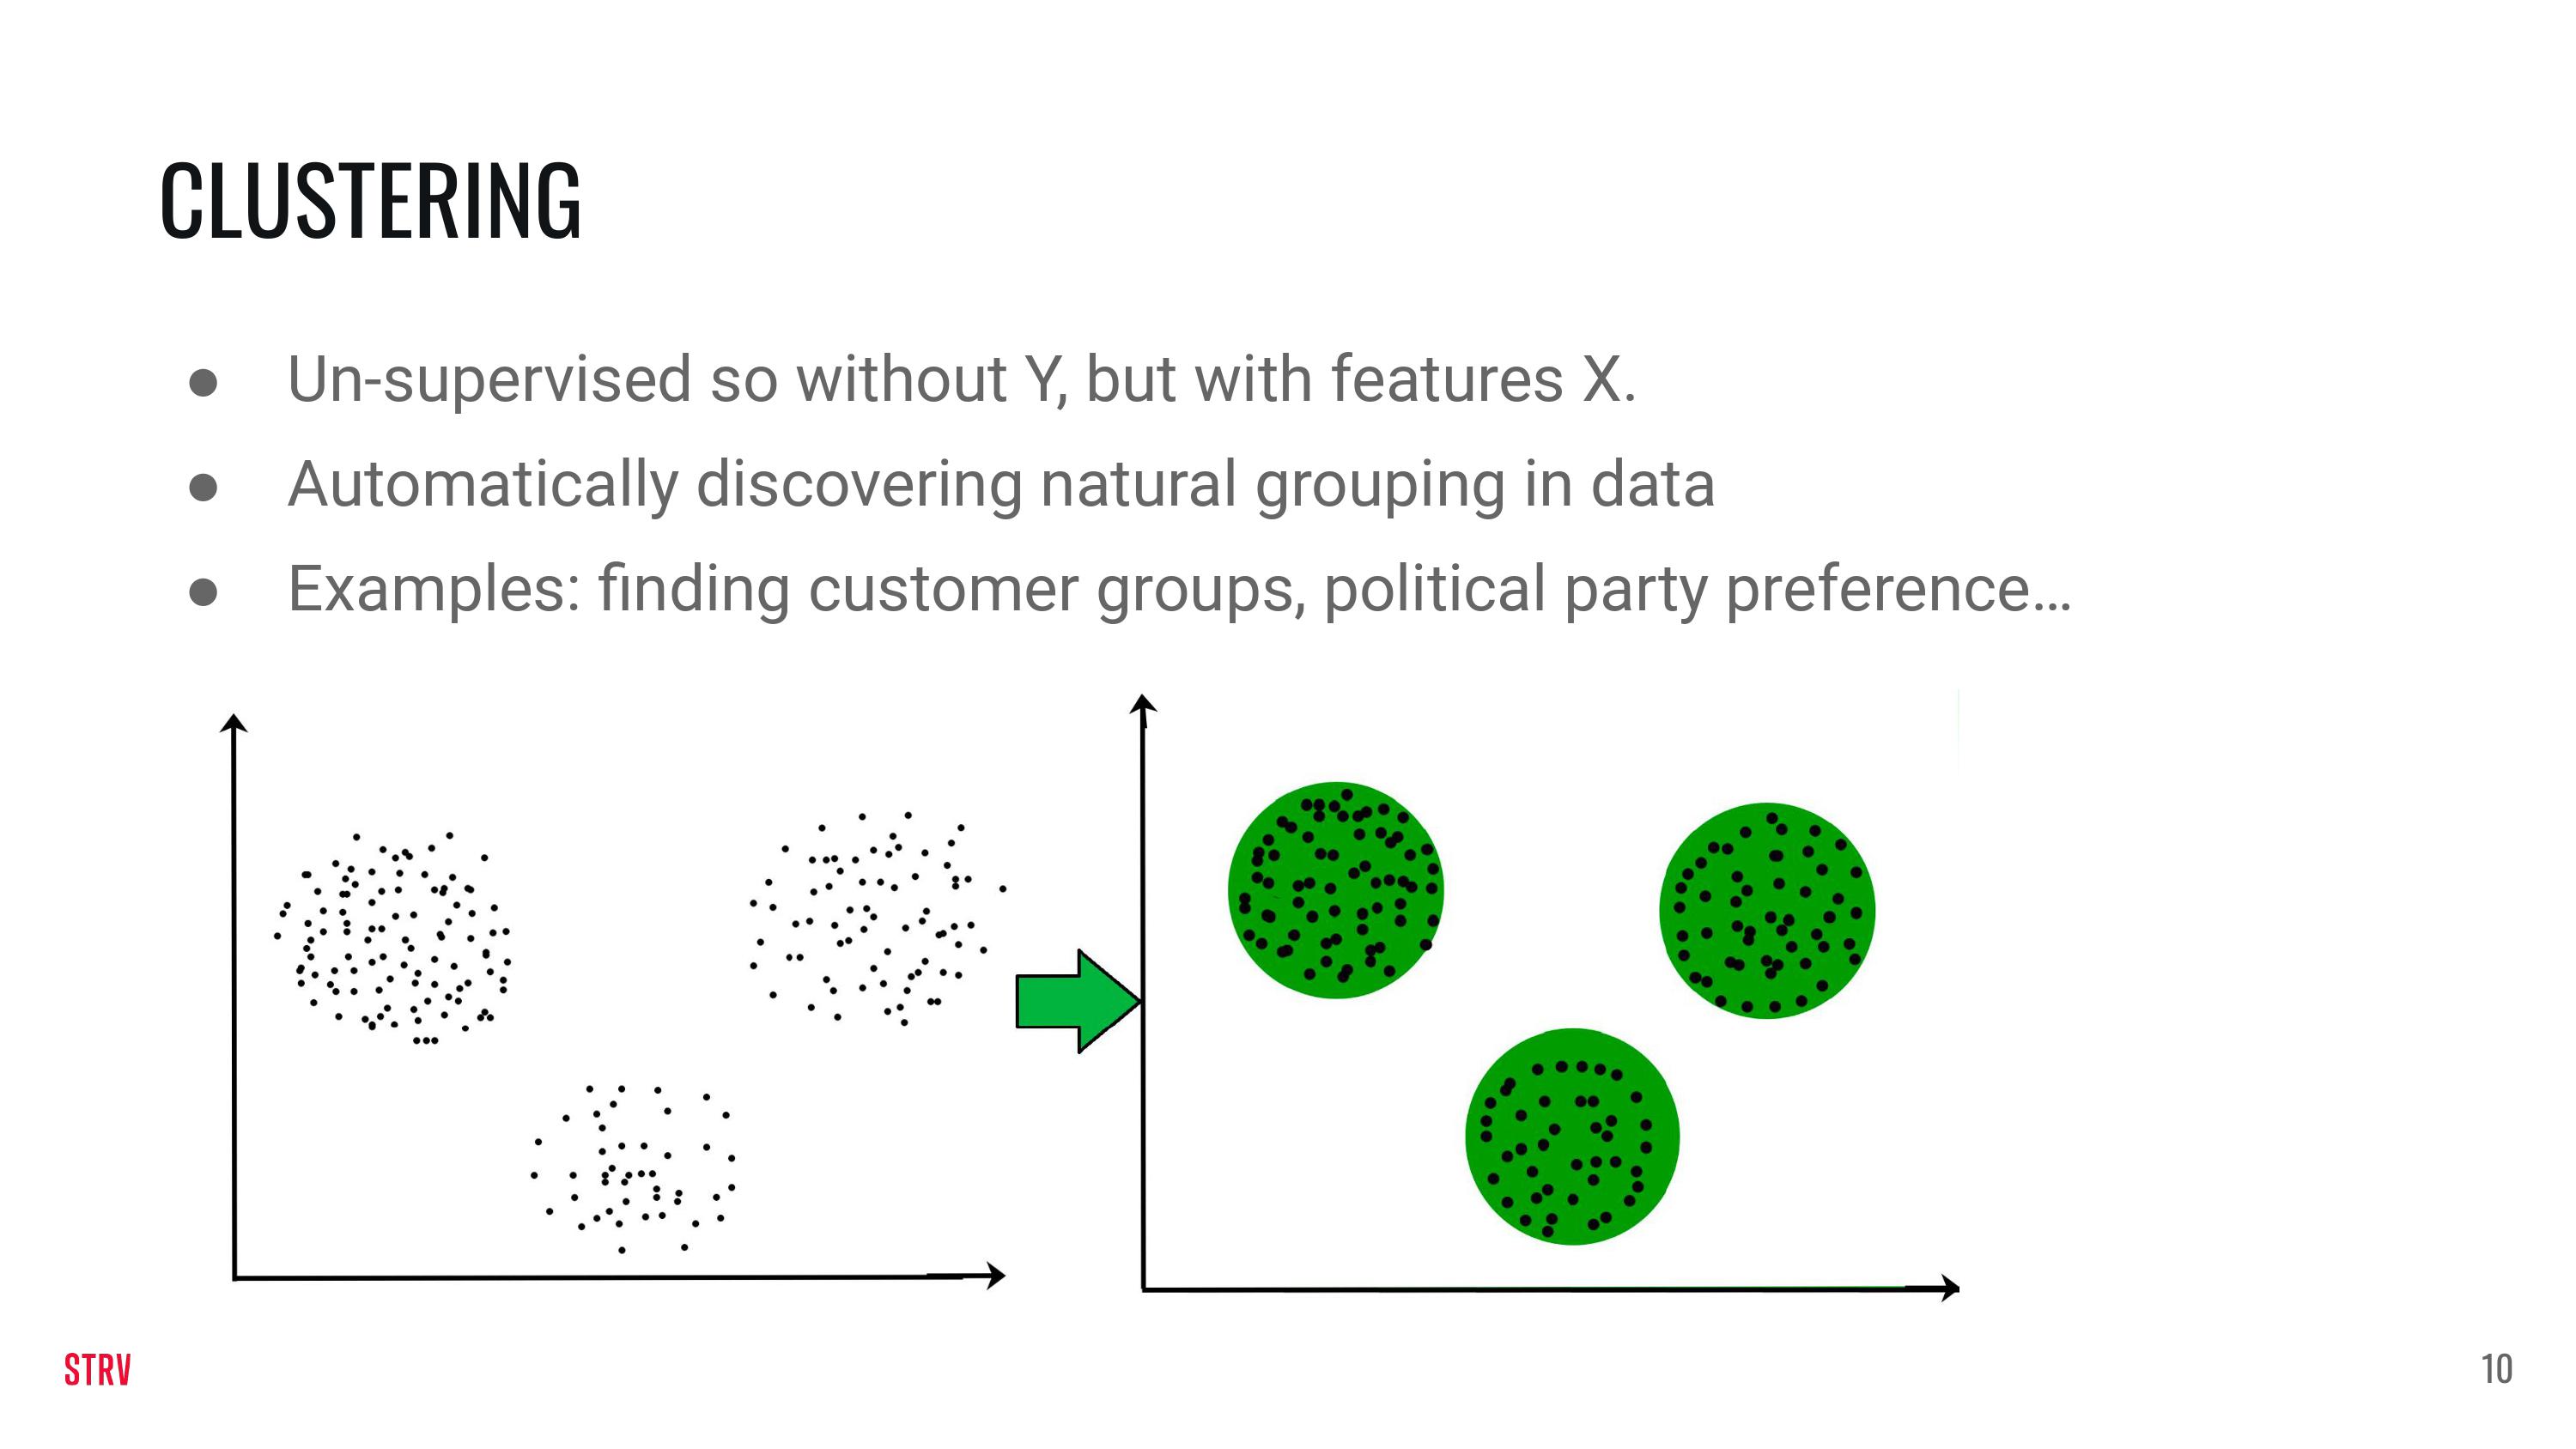 CLUSTERING
● Un-supervised so without Y, but with features X.
● Automatically discovering natural grouping in data
● Examples: finding customer groups, political party preference...
STRV
10